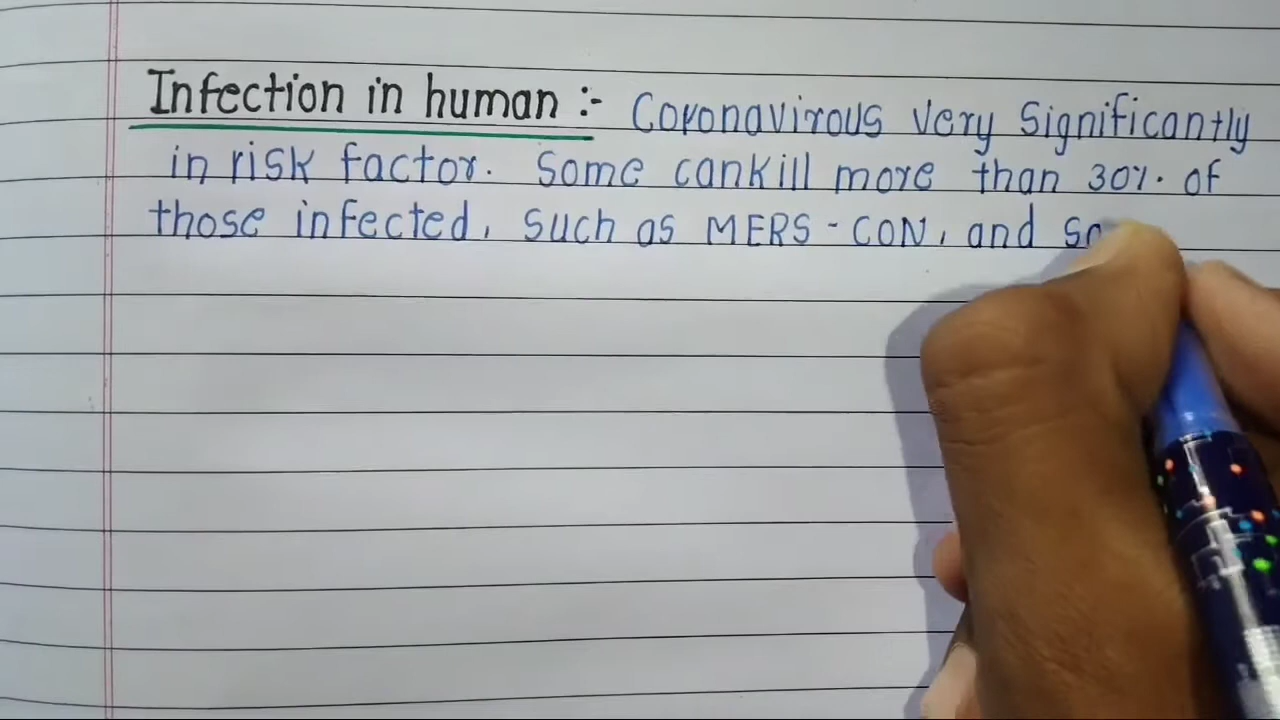 Infection in human :- Coronavirous very significantly
in risk factor. Some cankill more than 30%. of
those infected, such as MERS - CON, and